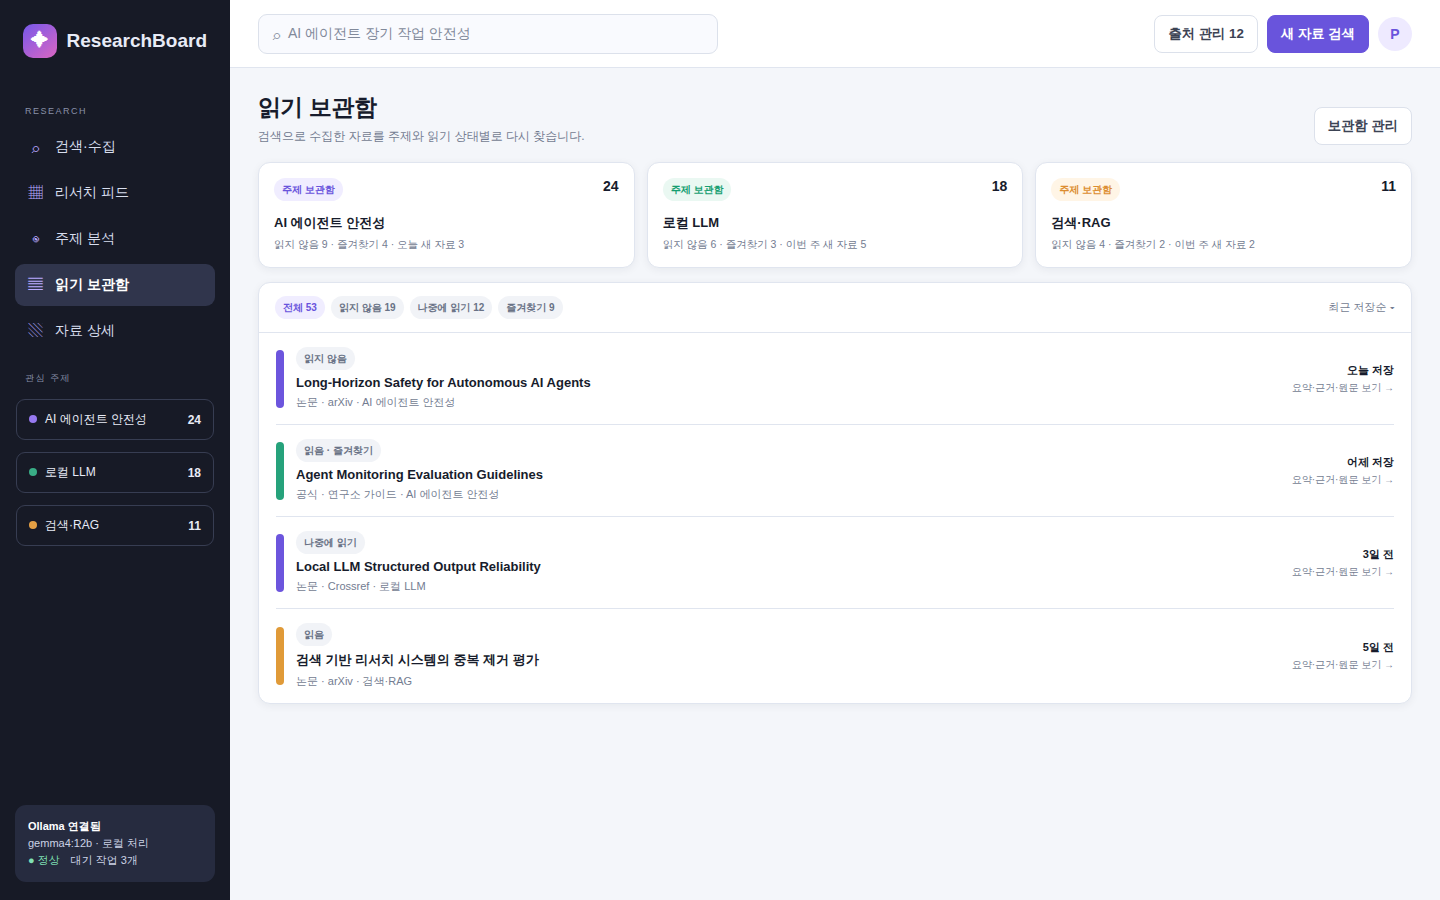 ResearchBoard
AI 에이전트 장기 작업 안전성
출처 관리 12
새 자료 검색
P
RESEARCH
검색·수집
리서치 피드
주제 분석
읽기 보관함
자료 상세
관심 주제
AI 에이전트 안전성 24
로컬 LLM 18
검색·RAG 11
Ollama 연결됨
gemma4:12b · 로컬 처리
● 정상 대기 작업 3개
읽기 보관함
검색으로 수집한 자료를 주제와 읽기 상태별로 다시 찾습니다.
보관함 관리
주제 보관함 24
AI 에이전트 안전성
읽지 않음 9 · 즐겨찾기 4 · 오늘 새 자료 3
주제 보관함 18
로컬 LLM
읽지 않음 6 · 즐겨찾기 3 · 이번 주 새 자료 5
주제 보관함 11
검색·RAG
읽지 않음 4 · 즐겨찾기 2 · 이번 주 새 자료 2
전체 53 읽지 않음 19 나중에 읽기 12 즐겨찾기 9 최근 저장순
읽지 않음
Long-Horizon Safety for Autonomous AI Agents
논문 · arXiv · AI 에이전트 안전성
오늘 저장
요약·근거·원문 보기 →
읽음 · 즐겨찾기
Agent Monitoring Evaluation Guidelines
공식 · 연구소 가이드 · AI 에이전트 안전성
어제 저장
요약·근거·원문 보기 →
나중에 읽기
Local LLM Structured Output Reliability
논문 · Crossref · 로컬 LLM
3일 전
요약·근거·원문 보기 →
읽음
검색 기반 리서치 시스템의 중복 제거 평가
논문 · arXiv · 검색·RAG
5일 전
요약·근거·원문 보기 →